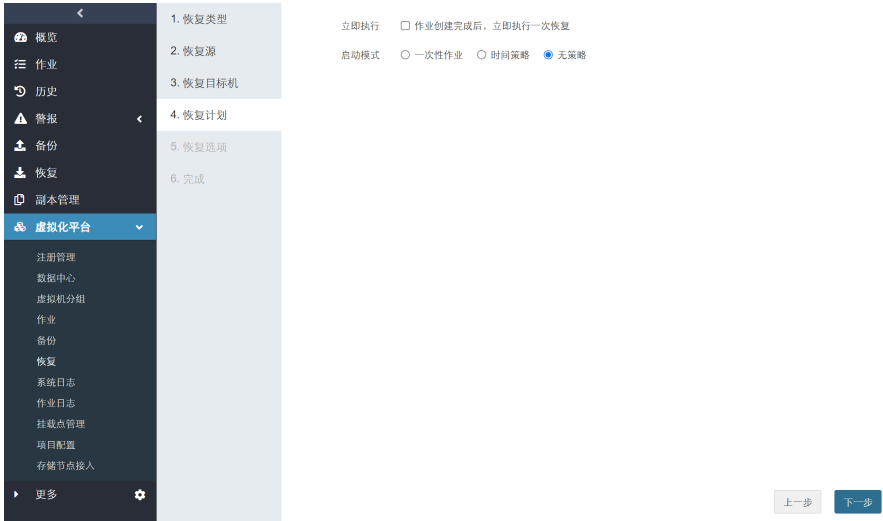 概览
作业
历史
警报
备份
恢复
副本管理
虚拟化平台
注册管理
数据中心
虚拟机分组
作业
备份
恢复
系统日志
作业日志
挂载点管理
项目配置
存储节点接入
更多
1. 恢复类型
2. 恢复源
3. 恢复目标机
4. 恢复计划
5. 恢复选项
6. 完成
立即执行 作业创建完成后，立即执行一次恢复
启动模式 一次性作业 时间策略 无策略
上一步 下一步